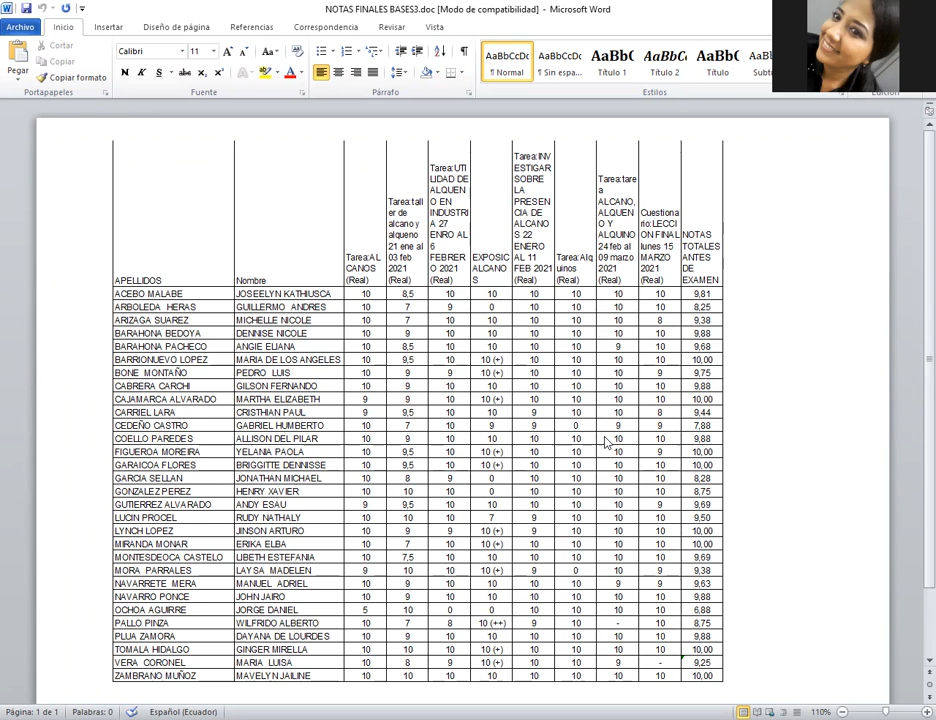 NOTAS FINALES BASES3.doc [Modo de compatibilidad] - Microsoft Word
Archivo Inicio Insertar Diseño de página Referencias Correspondencia Revisar Vista
Cortar
Copiar
Copiar formato
Pegar
Calibri 11
AaBbCcDc AaBbCcDc AaBbC AaBbCc AaBbC
¶ Normal ¶ Sin espa... Título 1 Título 2 Título Subt
Portapapeles Fuente Párrafo Estilos
APELLIDOS
Nombre
Tarea:AL
CANOS
(Real)
Tarea:tall
er de
alcano y
alqueno
21 ene al
03 feb
2021
(Real)
Tarea:UTI
LIDAD DE
ALQUEN
O EN
INDUSTRI
A 27
ENRO AL
6
FEBRER
O 2021
(Real)
EXPOSIC
ALCANO
S
Tarea:INV
ESTIGAR
SOBRE
LA
PRESEN
CIA DE
ALCANO
S 22
ENERO
AL 11
FEB 2021
(Real)
Tarea:Alq
uinos
(Real)
Tarea:tare
a
ALCANO,
ALQUEN
O Y
ALQUINO
24 feb al
09 marzo
2021
(Real)
Cuestiona
rio:LECCI
ON FINAL
lunes 15
MARZO
2021
(Real)
NOTAS
TOTALES
ANTES
DE
EXAMEN
ACEBO MALABE JOSEELYN KATHIUSCA 10 8,5 10 10 10 10 10 10 9,81
ARBOLEDA HERAS GUILLERMO ANDRES 10 7 9 0 10 10 10 10 8,25
ARIZAGA SUAREZ MICHELLE NICOLE 10 7 10 10 10 10 10 8 9,38
BARAHONA BEDOYA DENNISE NICOLE 10 9 10 10 10 10 10 10 9,88
BARAHONA PACHECO ANGIE ELIANA 10 8,5 10 10 10 10 9 10 9,68
BARRIONUEVO LOPEZ MARIA DE LOS ANGELES 10 9,5 10 10 (+) 10 10 10 10 10,00
BONE MONTAÑO PEDRO LUIS 10 9 9 10 (+) 10 10 10 9 9,75
CABRERA CARCHI GILSON FERNANDO 10 9 10 10 10 10 10 10 9,88
CAJAMARCA ALVARADO MARTHA ELIZABETH 9 9 10 10 (+) 10 10 10 10 10,00
CARRIEL LARA CRISTHIAN PAUL 9 9,5 10 10 9 10 10 8 9,44
CEDEÑO CASTRO GABRIEL HUMBERTO 10 7 10 9 9 0 9 9 7,88
COELLO PAREDES ALLISON DEL PILAR 10 9 10 10 10 10 10 10 9,88
FIGUEROA MOREIRA YELANIA PAOLA 10 9,5 10 10 (+) 10 10 10 9 10,00
GARAICOA FLORES BRIGGITTE DENNISSE 10 9,5 10 10 (+) 10 10 10 10 10,00
GARCIA SELLAN JONATHAN MICHAEL 10 8 9 0 10 10 10 9 8,28
GONZALEZ PEREZ HENRY XAVIER 10 10 10 0 10 10 10 10 8,75
GUTIERREZ ALVARADO ANDY ESAU 9 9,5 10 10 10 10 10 9 9,69
LUCIN PROCEL RUDY NATHALY 10 10 10 7 9 10 10 10 9,50
LYNCH LOPEZ JINSON ARTURO 10 9 9 10 (+) 9 10 10 10 10,00
MIRANDA MONAR ERIKA ELBA 10 7 10 10 (+) 10 10 10 10 10,00
MONTESDEOCA CASTELO LIBETH ESTEFANIA 10 7,5 10 10 10 10 10 10 9,69
MORA PARRALES LAYSA MADELEN 9 10 10 10 (+) 9 0 10 9 9,38
NAVARRETE MERA MANUEL ADRIEL 10 9 10 10 10 10 9 9 9,63
NAVARRO PONCE JOHN JAIRO 10 9 10 10 10 10 10 10 9,88
OCHOA AGUIRRE JORGE DANIEL 5 10 0 0 10 10 10 10 6,88
PALLO PINZA WILFRIDO ALBERTO 10 7 8 10 (++) 9 10 - 10 8,75
PLUA ZAMORA DAYANA DE LOURDES 10 9 10 10 10 10 10 10 9,88
TOMALA HIDALGO GINGER MIRELLA 10 10 10 10 (+) 10 10 10 10 10,00
VERA CORONEL MARIA LUISA 10 8 9 10 (+) 10 10 9 - 9,25
ZAMBRANO MUÑOZ MAVELYN JAILINE 10 10 10 10 10 10 10 10 10,00
Página: 1 de 1 Palabras: 0 Español (Ecuador) 110%